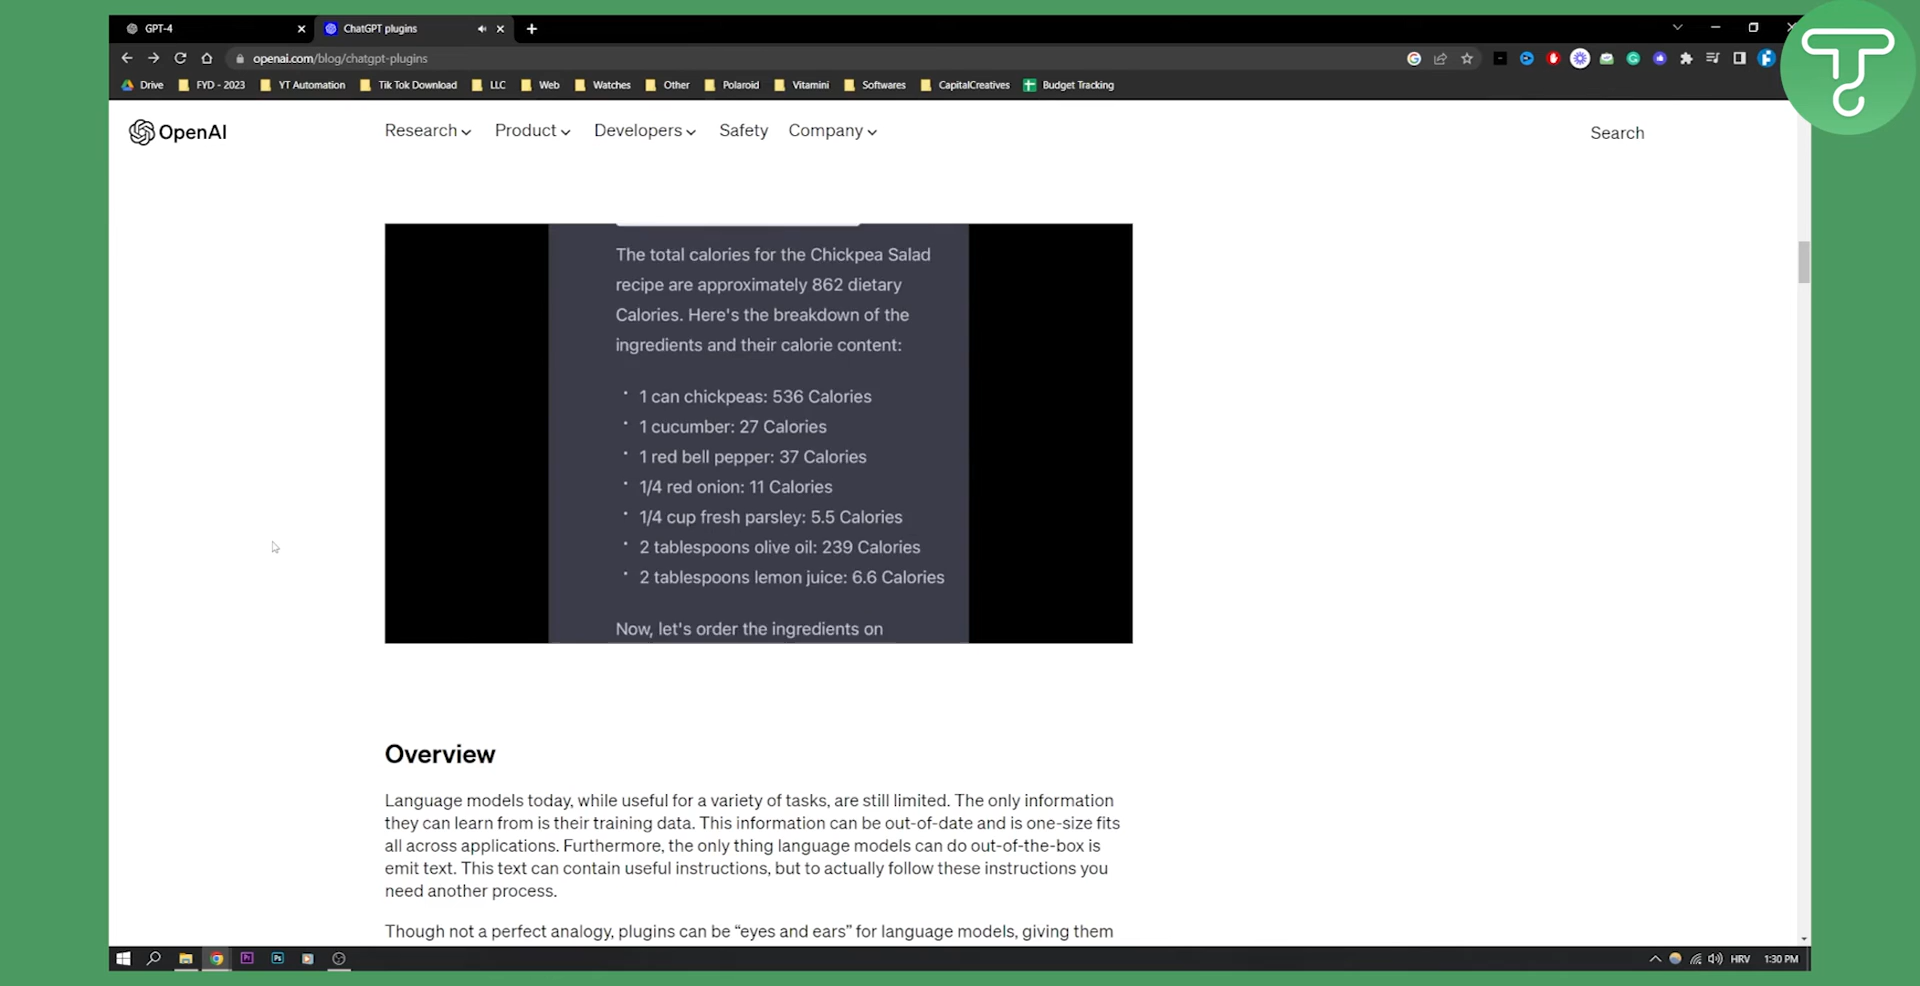 GPT-4
ChatGPT plugins
openai.com/blog/chatgpt-plugins
Drive FYD - 2023 YT Automation Tik Tok Download LLC Web Watches Other Polaroid Vitamini Softwares CapitalCreatives Budget Tracking
OpenAI Research Product Developers Safety Company Search
The total calories for the Chickpea Salad
recipe are approximately 862 dietary
Calories. Here's the breakdown of the
ingredients and their calorie content:
· 1 can chickpeas: 536 Calories
· 1 cucumber: 27 Calories
· 1 red bell pepper: 37 Calories
· 1/4 red onion: 11 Calories
· 1/4 cup fresh parsley: 5.5 Calories
· 2 tablespoons olive oil: 239 Calories
· 2 tablespoons lemon juice: 6.6 Calories
Now, let's order the ingredients on
Overview
Language models today, while useful for a variety of tasks, are still limited. The only information
they can learn from is their training data. This information can be out-of-date and is one-size fits
all across applications. Furthermore, the only thing language models can do out-of-the-box is
emit text. This text can contain useful instructions, but to actually follow these instructions you
need another process.
Though not a perfect analogy, plugins can be “eyes and ears” for language models, giving them
Pr Ps
HRV 1:30 PM